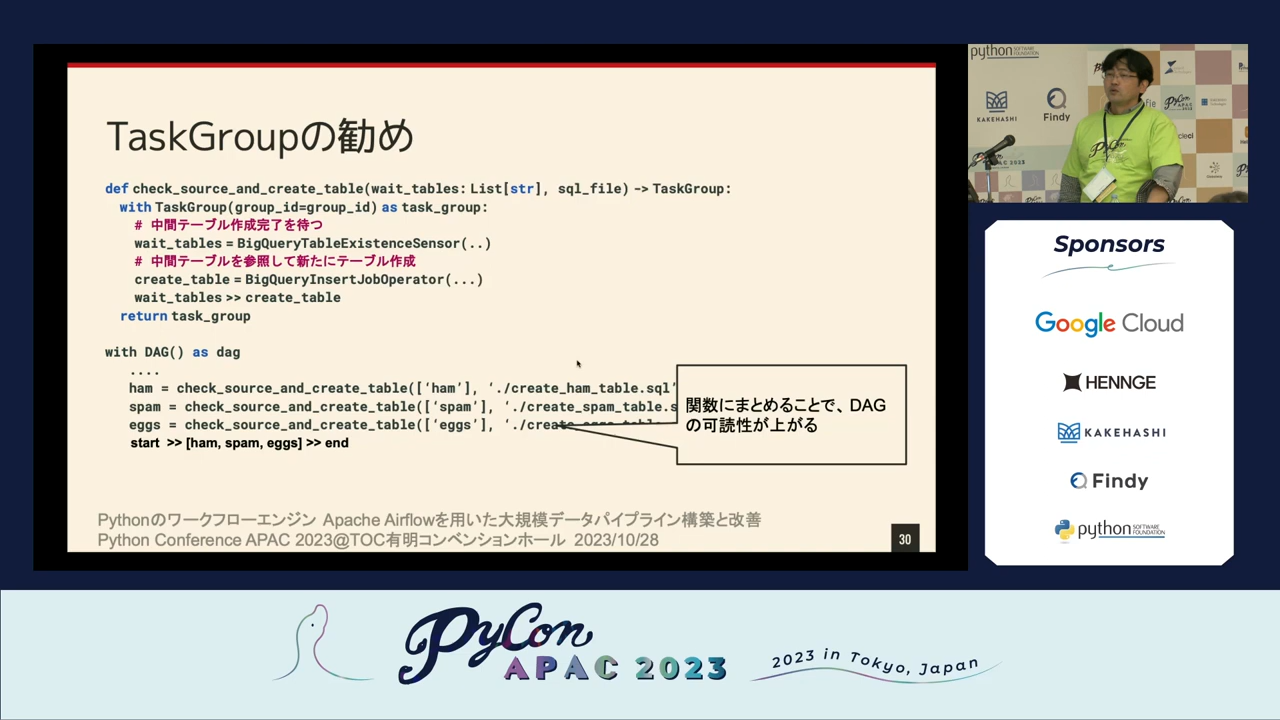 TaskGroupの勧め
def check_source_and_create_table(wait_tables: List[str], sql_file) -> TaskGroup:
with TaskGroup(group_id=group_id) as task_group:
# 中間テーブル作成完了を待つ
wait_tables = BigQueryTableExistenceSensor(..)
# 中間テーブルを参照して新たにテーブル作成
create_table = BigQueryInsertJobOperator(...)
wait_tables >> create_table
return task_group
with DAG() as dag
....
ham = check_source_and_create_table([‘ham’], ‘./create_ham_table.sql’
spam = check_source_and_create_table([‘spam’], ‘./create_spam_table.s
eggs = check_source_and_create_table([‘eggs’], ‘./create_eggs_table
start >> [ham, spam, eggs] >> end
関数にまとめることで、DAG
の可読性が上がる
Pythonのワークフローエンジン Apache Airflowを用いた大規模データパイプライン構築と改善
Python Conference APAC 2023@TOC有明コンベンションホール 2023/10/28
30
python SOFTWARE FOUNDATION
KAKEHASHI
Findy
Sponsors
Google Cloud
HENNGE
KAKEHASHI
Findy
python SOFTWARE FOUNDATION
PyCon
APAC 2023
2023 in Tokyo, Japan